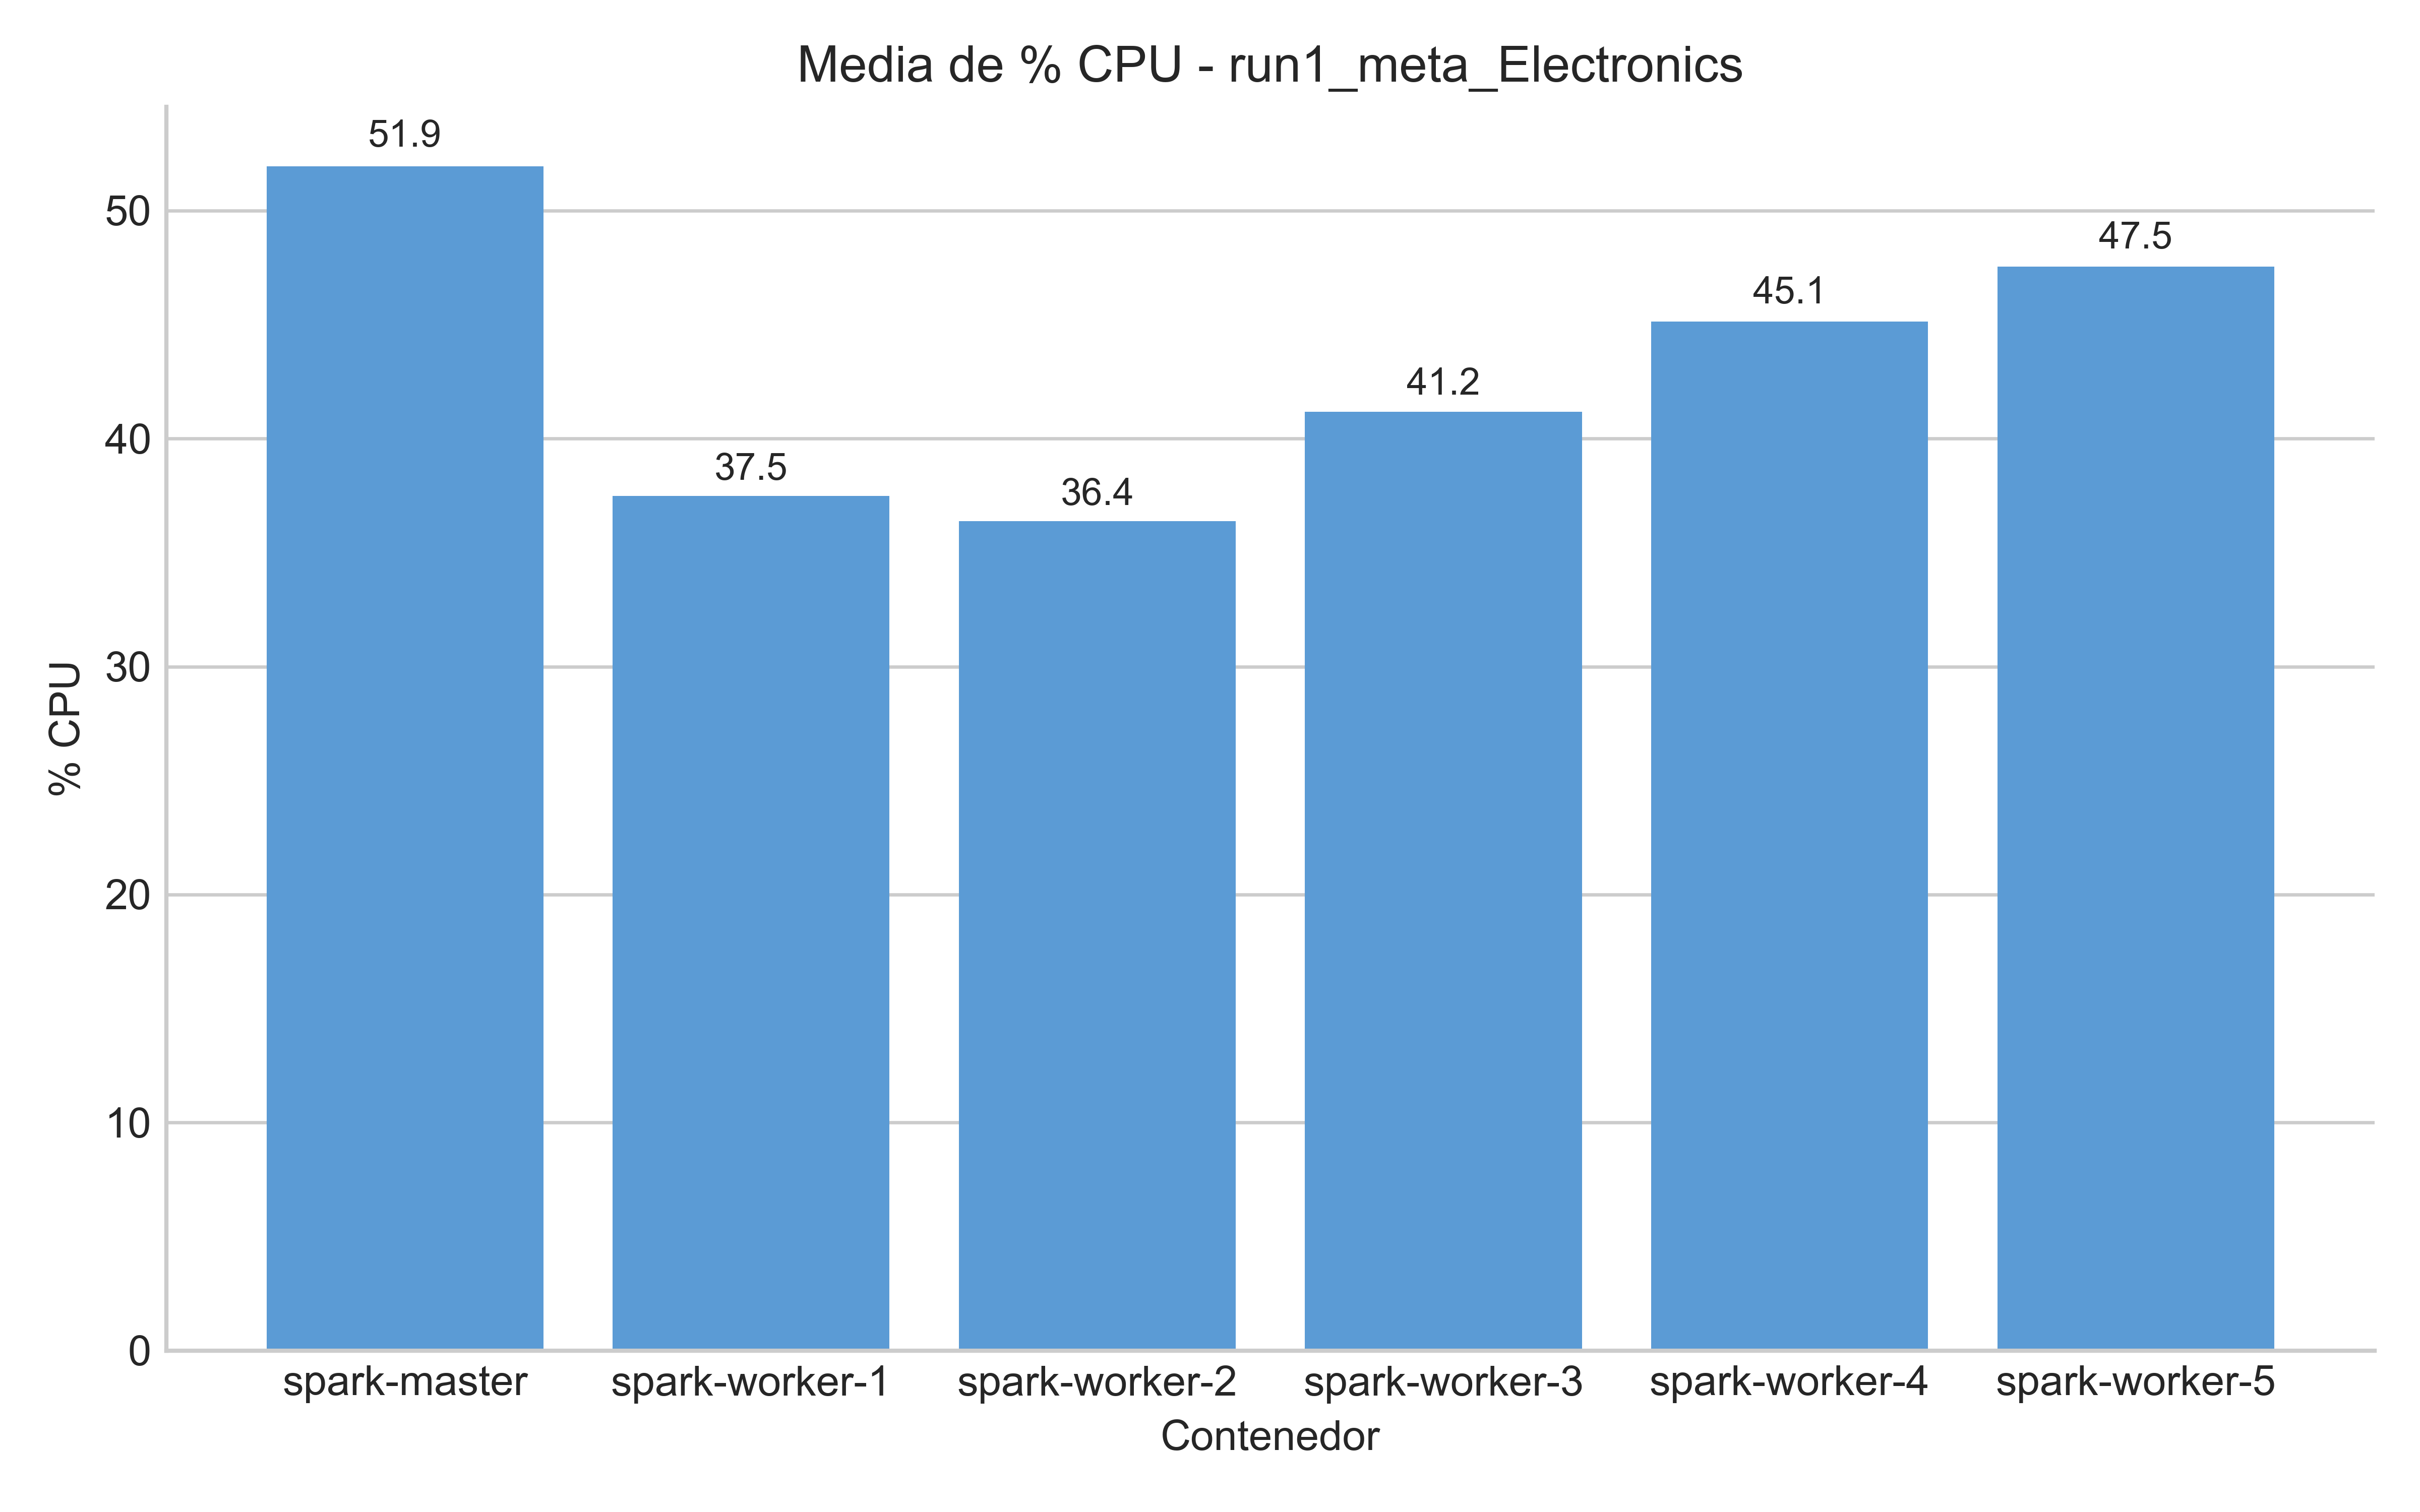 Media de % CPU - run1_meta_Electronics
51.9
37.5
36.4
41.2
45.1
47.5
50
40
30
20
10
0
% CPU
spark-master
spark-worker-1
spark-worker-2
spark-worker-3
spark-worker-4
spark-worker-5
Contenedor